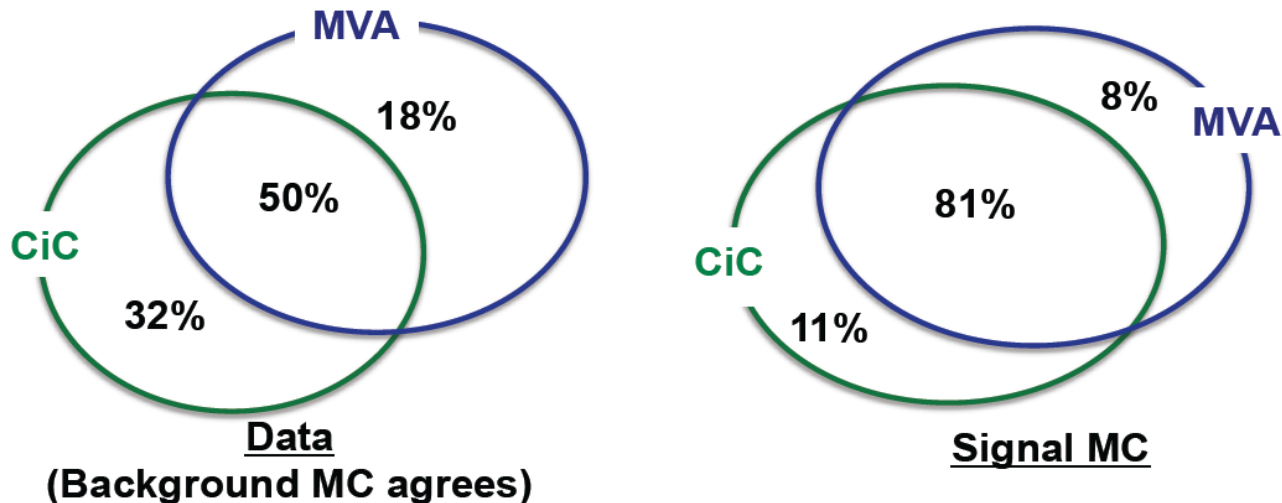 MVA
18%
50%
CiC
32%
Data
(Background MC agrees)
8%
MVA
81%
CiC
11%
Signal MC